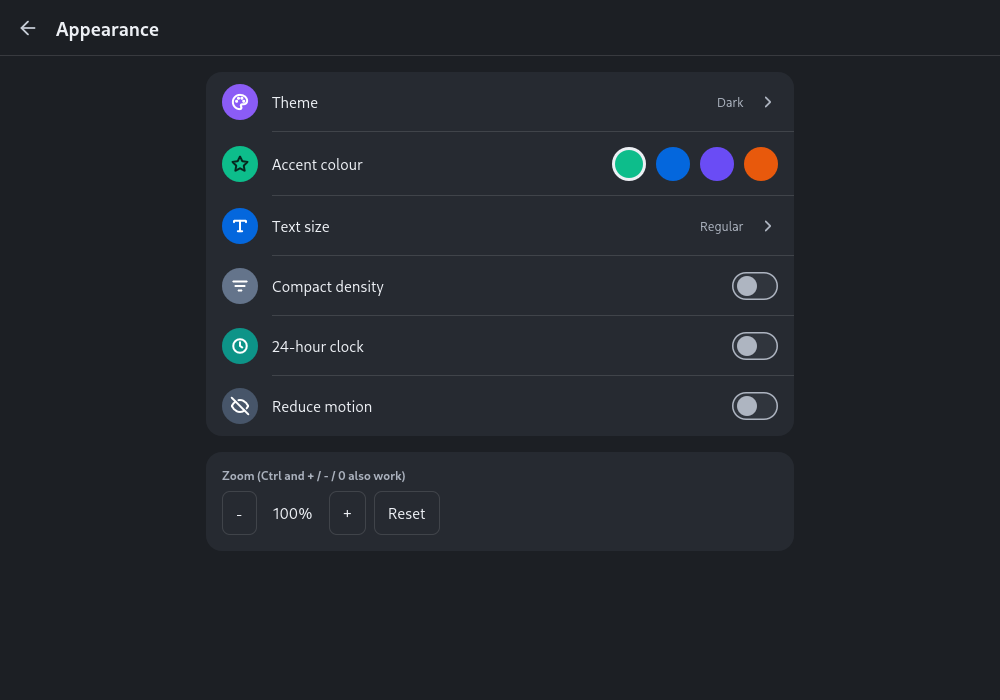 Appearance
Theme
Dark
Accent colour
Text size
Regular
Compact density
24-hour clock
Reduce motion
Zoom (Ctrl and + / - / 0 also work)
- 100% + Reset